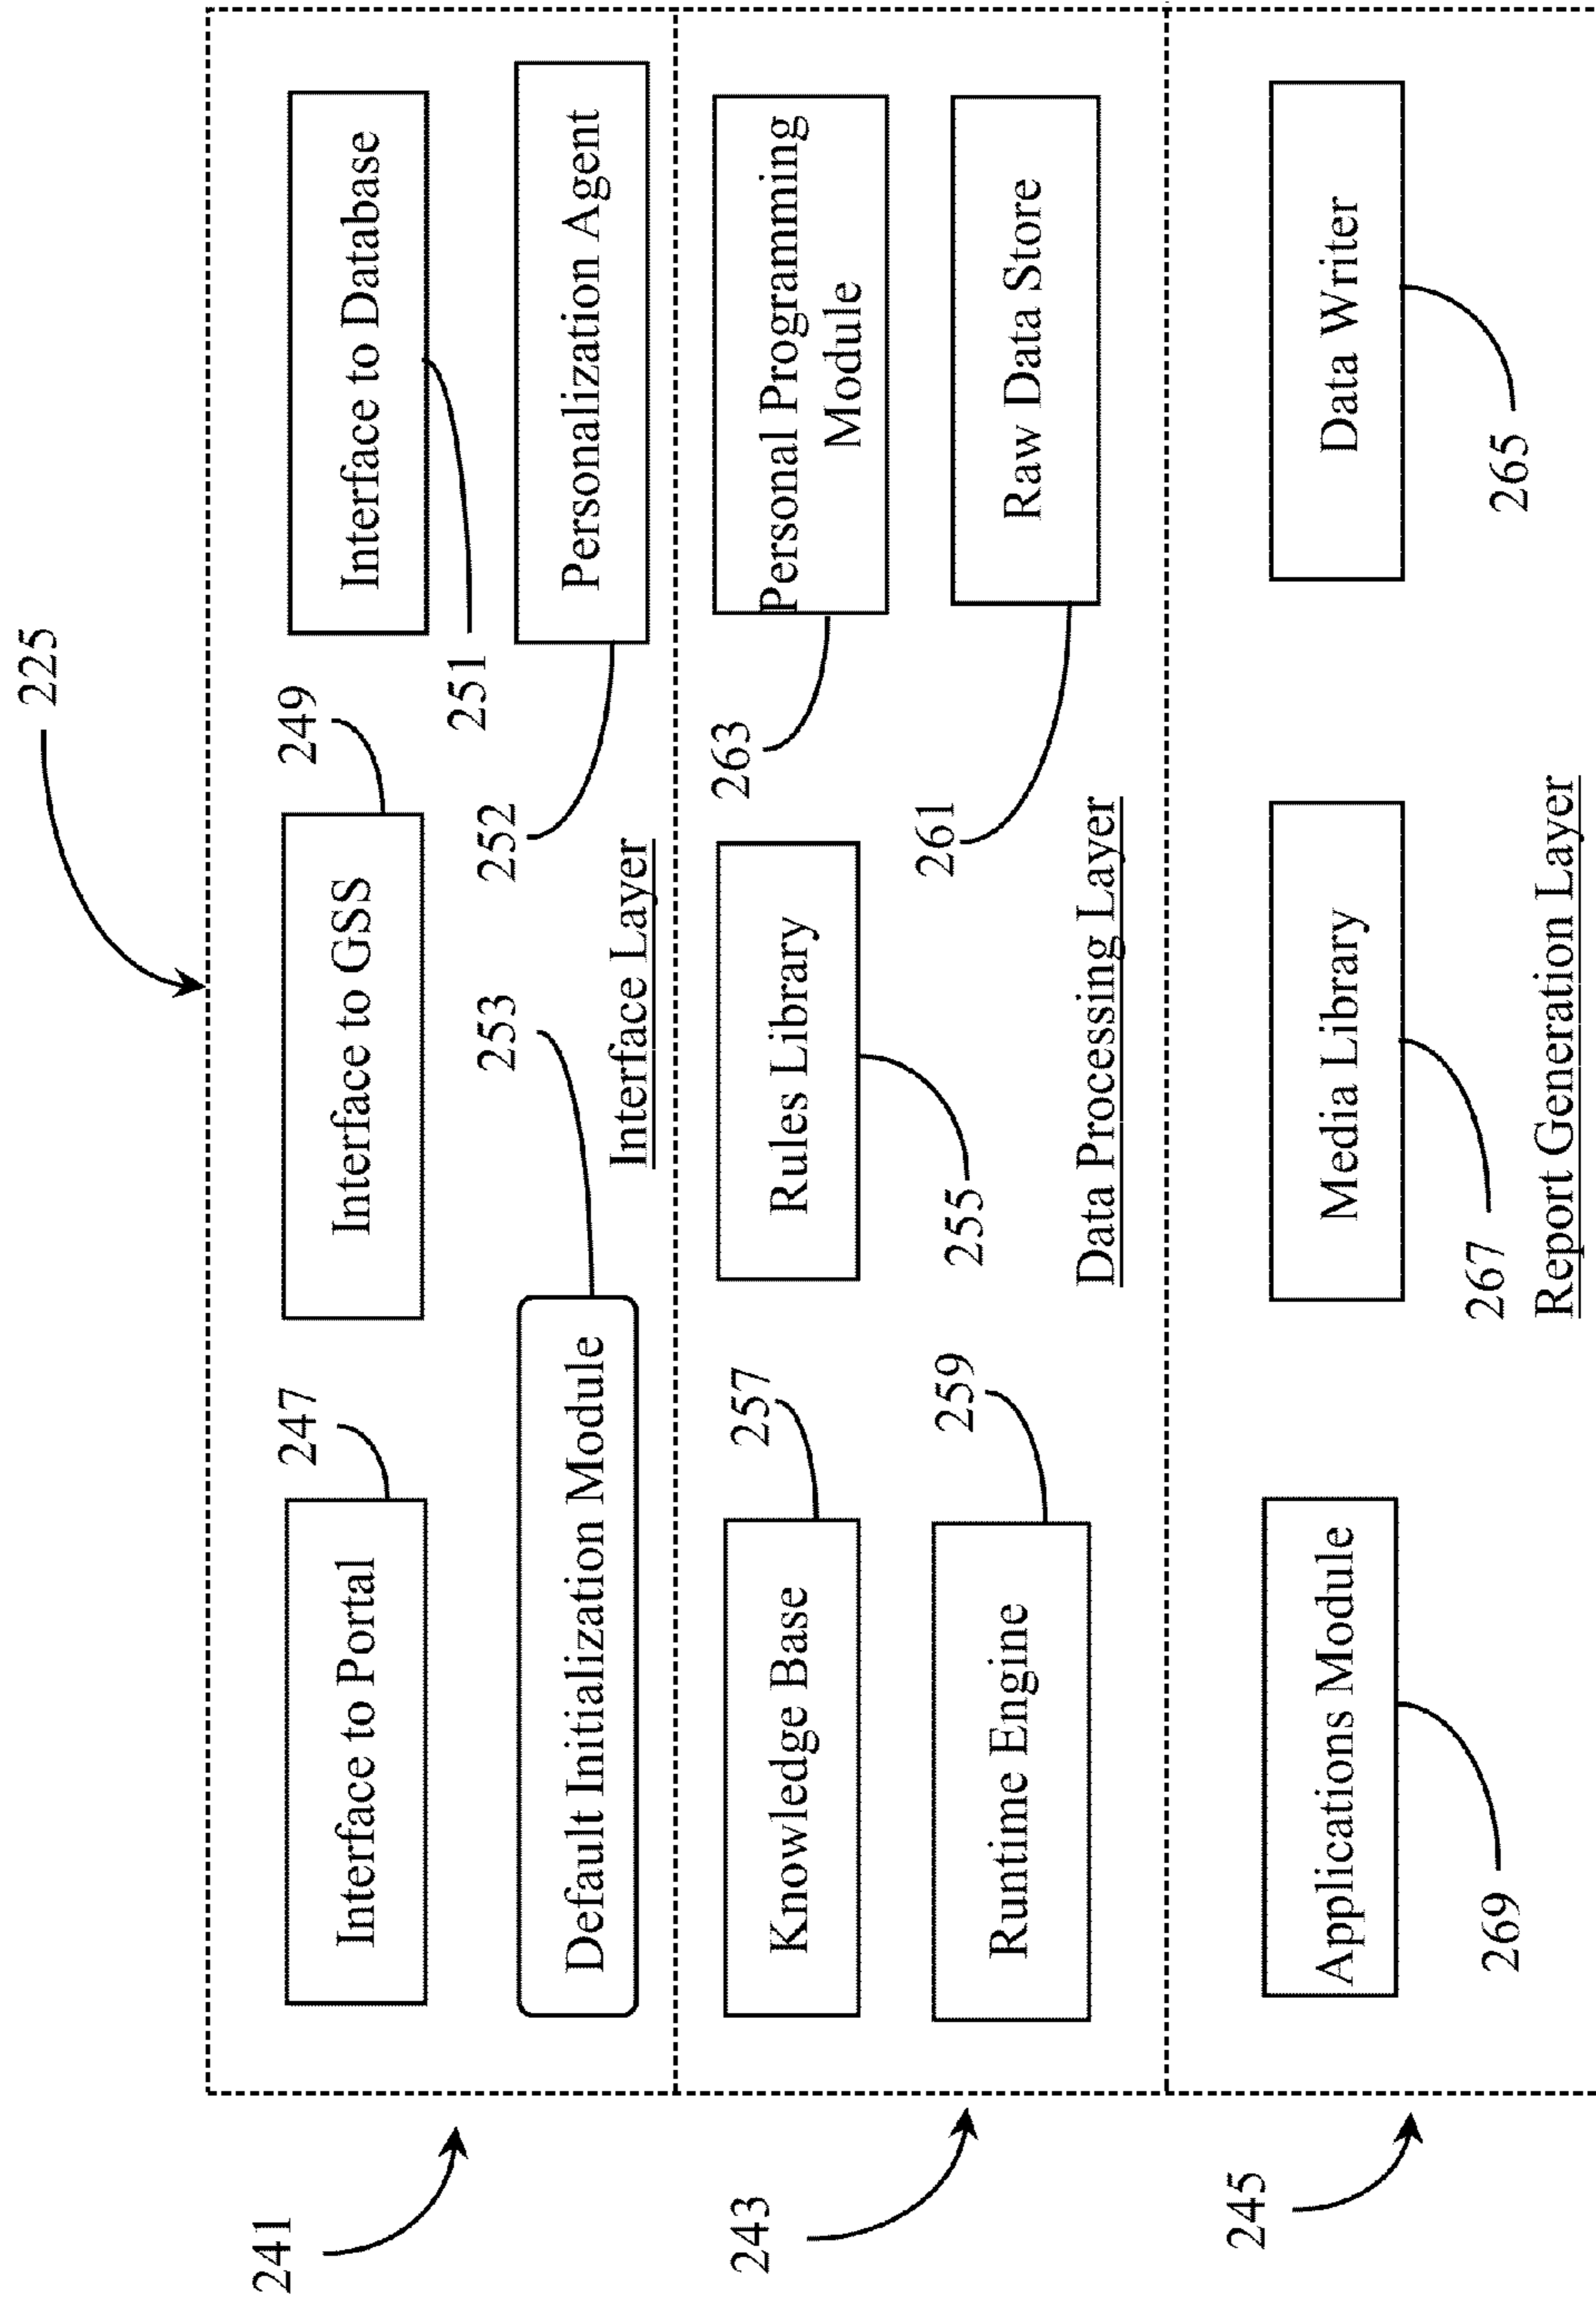 225
241
247
249
Interface to Portal
Interface to GSS
Interface to Database
251
253
252
Default Initialization Module
Personalization Agent
Interface Layer
243
257
263
Knowledge Base
Rules Library
Personal Programming
Module
259
255
261
Runtime Engine
Raw Data Store
Data Processing Layer
245
Applications Module
Media Library
Data Writer
269
267
265
Report Generation Layer